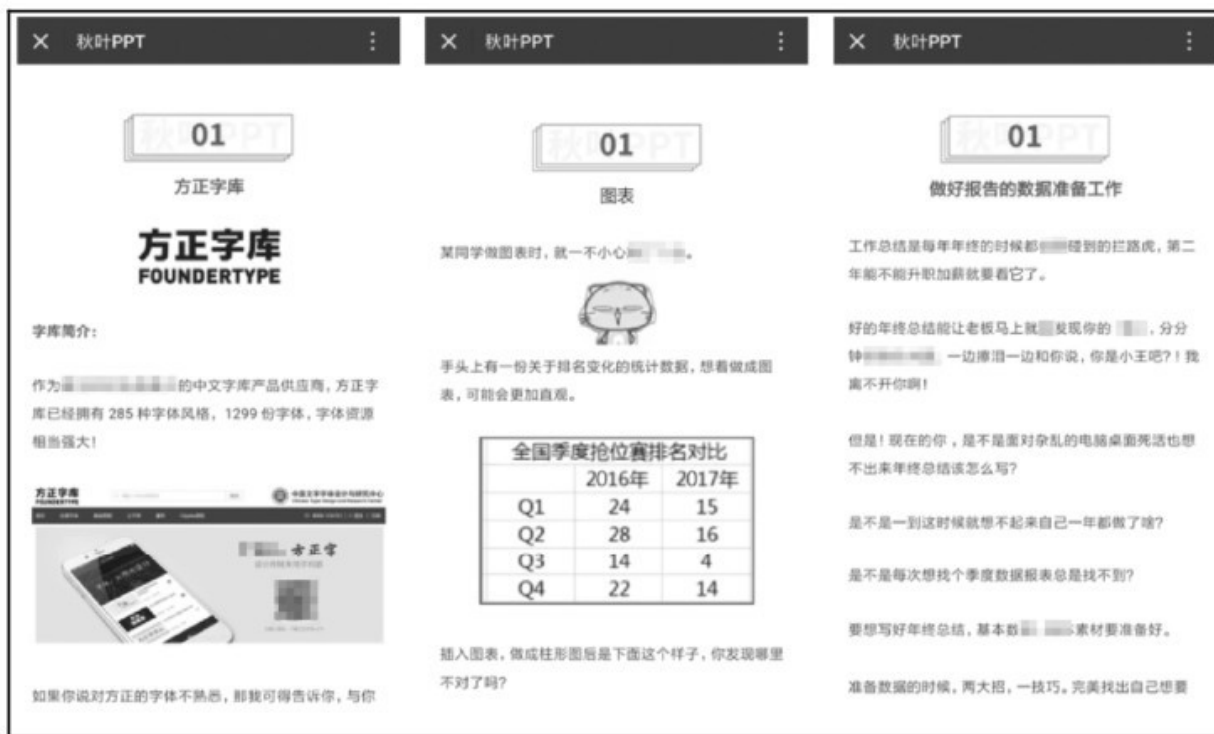 秋叶PPT
01
方正字库
方正字库
FOUNDERTYPE
字库简介：
作为的中文字库产品供应商，方正字
库已经拥有 285 种字体风格，1299 份字体，字体资源
相当强大！
方正字库
如果你说对方正的字体不熟悉，那我可得告诉你，与你
秋叶PPT
01
图表
某同学做图表时，就一不小心。
手头上有一份关于排名变化的统计数据，想着做成图
表，可能会更加直观。
全国季度抢位赛排名对比
2016年 2017年
Q1 24 15
Q2 28 16
Q3 14 4
Q4 22 14
插入图表，做成柱形图后是下面这个样子，你发现哪里
不对了吗？
秋叶PPT
01
做好报告的数据准备工作
工作总结是每年年终的时候都碰到的拦路虎，第二
年能不能升职加薪就要看它了。
好的年终总结能让老板马上就发现你的，分分
钟，一边擦泪一边和你说，你是小王吧？！我
离不开你啊！
但是！现在的你，是不是面对杂乱的电脑桌面死活也想
不出来年终总结该怎么写？
是不是一到这时候就想不起来自己一年都做了啥？
是不是每次想找个季度数据报表总是找不到？
要想写好年终总结，基本数素材要准备好。
准备数据的时候，两大招，一技巧。完美找出自己想要